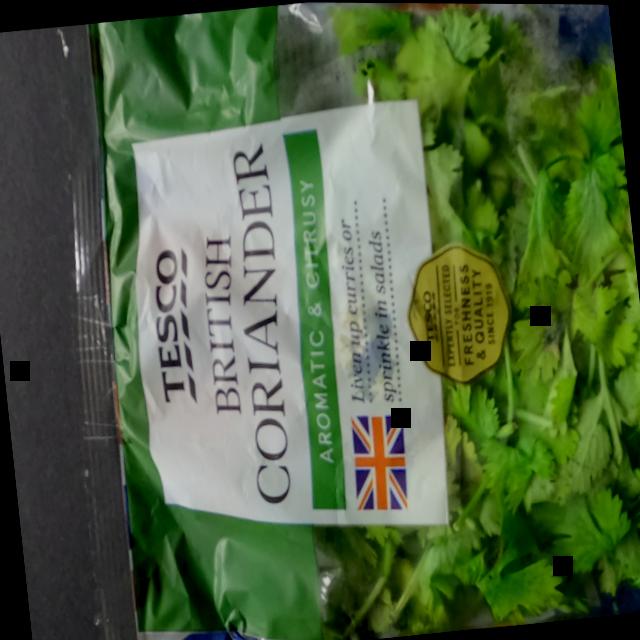 TESCO
BRITISH
CORIANDER
AROMATIC & CITRUSY
Liven up curries or
sprinkle in salads
TESCO
FRESHNESS
& QUALITY
SINCE 1919